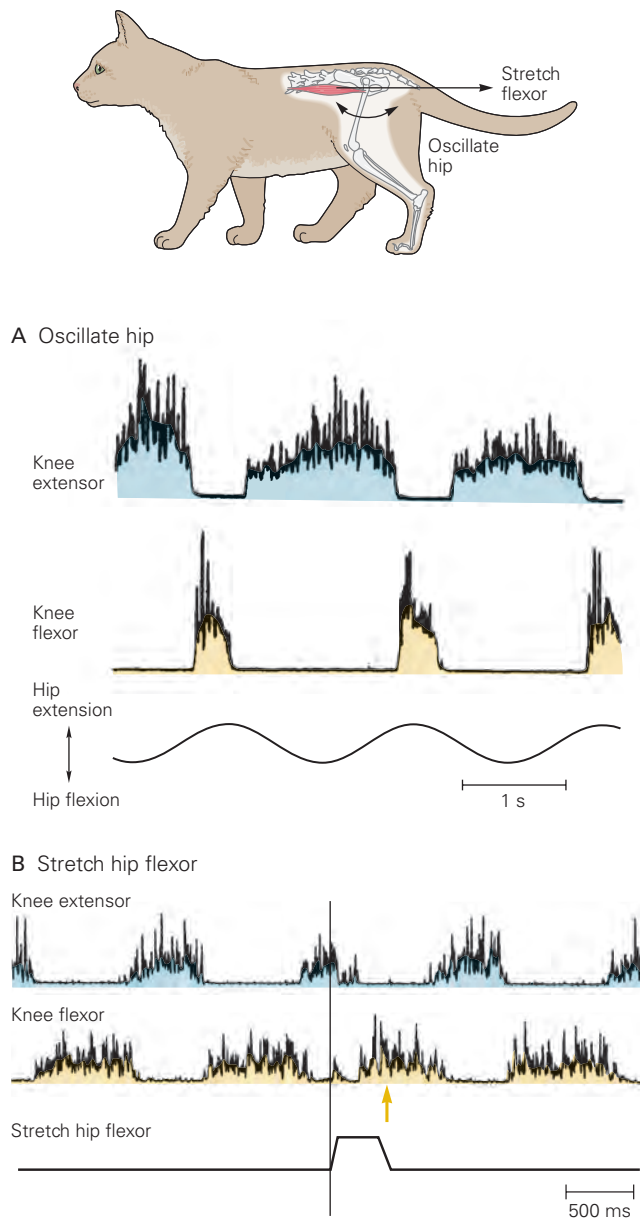 Stretch
flexor
Oscillate
hip
A Oscillate hip
Knee
extensor
Knee
flexor
Hip
extension
Hip flexion
1 s
B Stretch hip flexor
Knee extensor
Knee flexor
Stretch hip flexor
500 ms